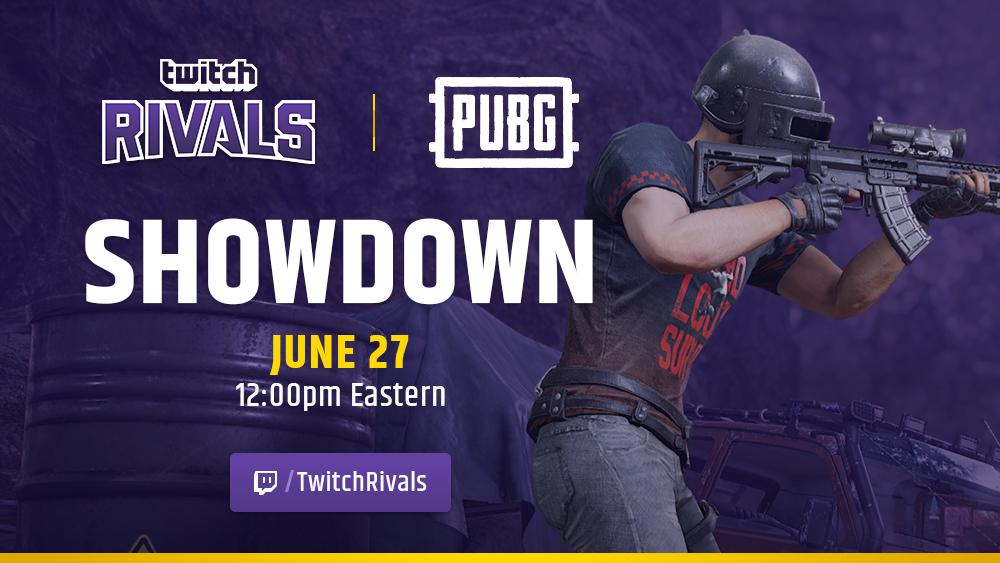 twitch
RIVALS
PUBG
SHOWDOWN
JUNE 27
12:00pm Eastern
/TwitchRivals